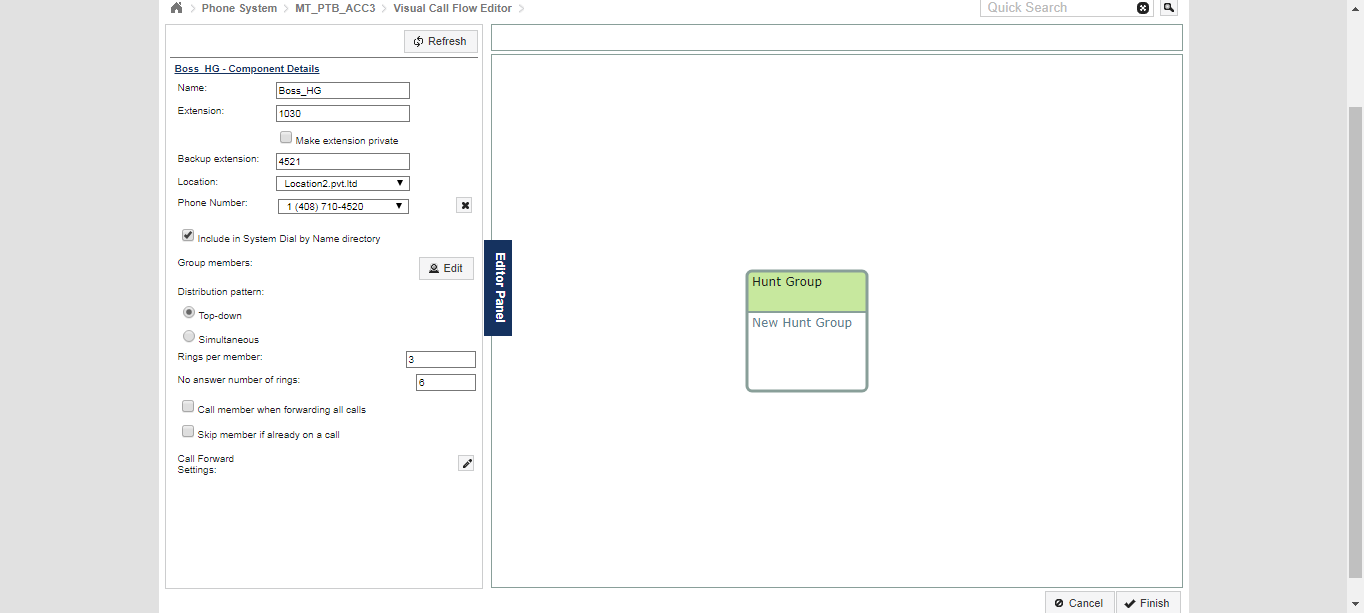 Phone System > MT_PTB_ACC3 > Visual Call Flow Editor >
Quick Search
Refresh
Boss_HG - Component Details
Name: Boss_HG
Extension: 1030
Make extension private
Backup extension: 4521
Location: Location2.pvt.ltd
Phone Number: 1 (408) 710-4520
Include in System Dial by Name directory
Group members: Edit
Distribution pattern:
Top-down
Simultaneous
Rings per member: 3
No answer number of rings: 6
Call member when forwarding all calls
Skip member if already on a call
Call Forward
Settings:
Editor Panel
Hunt Group
New Hunt Group
Cancel
Finish